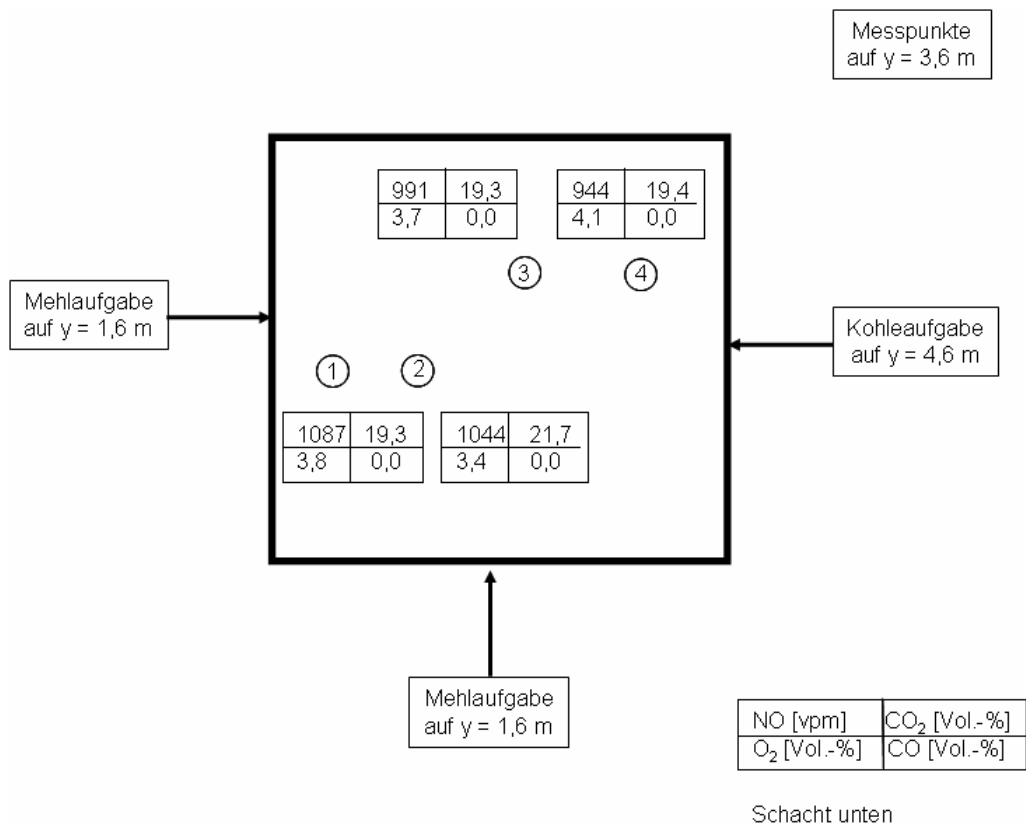 Messpunkte
auf y = 3,6 m
991 19,3
3,7 0,0
944 19,4
4,1 0,0
3
4
Mehlaufgabe
auf y = 1,6 m
Kohleaufgabe
auf y = 4,6 m
1
2
1087 19,3
3,8 0,0
1044 21,7
3,4 0,0
Mehlaufgabe
auf y = 1,6 m
NO [vpm] CO₂ [Vol.-%]
O₂ [Vol.-%] CO [Vol.-%]
Schacht unten